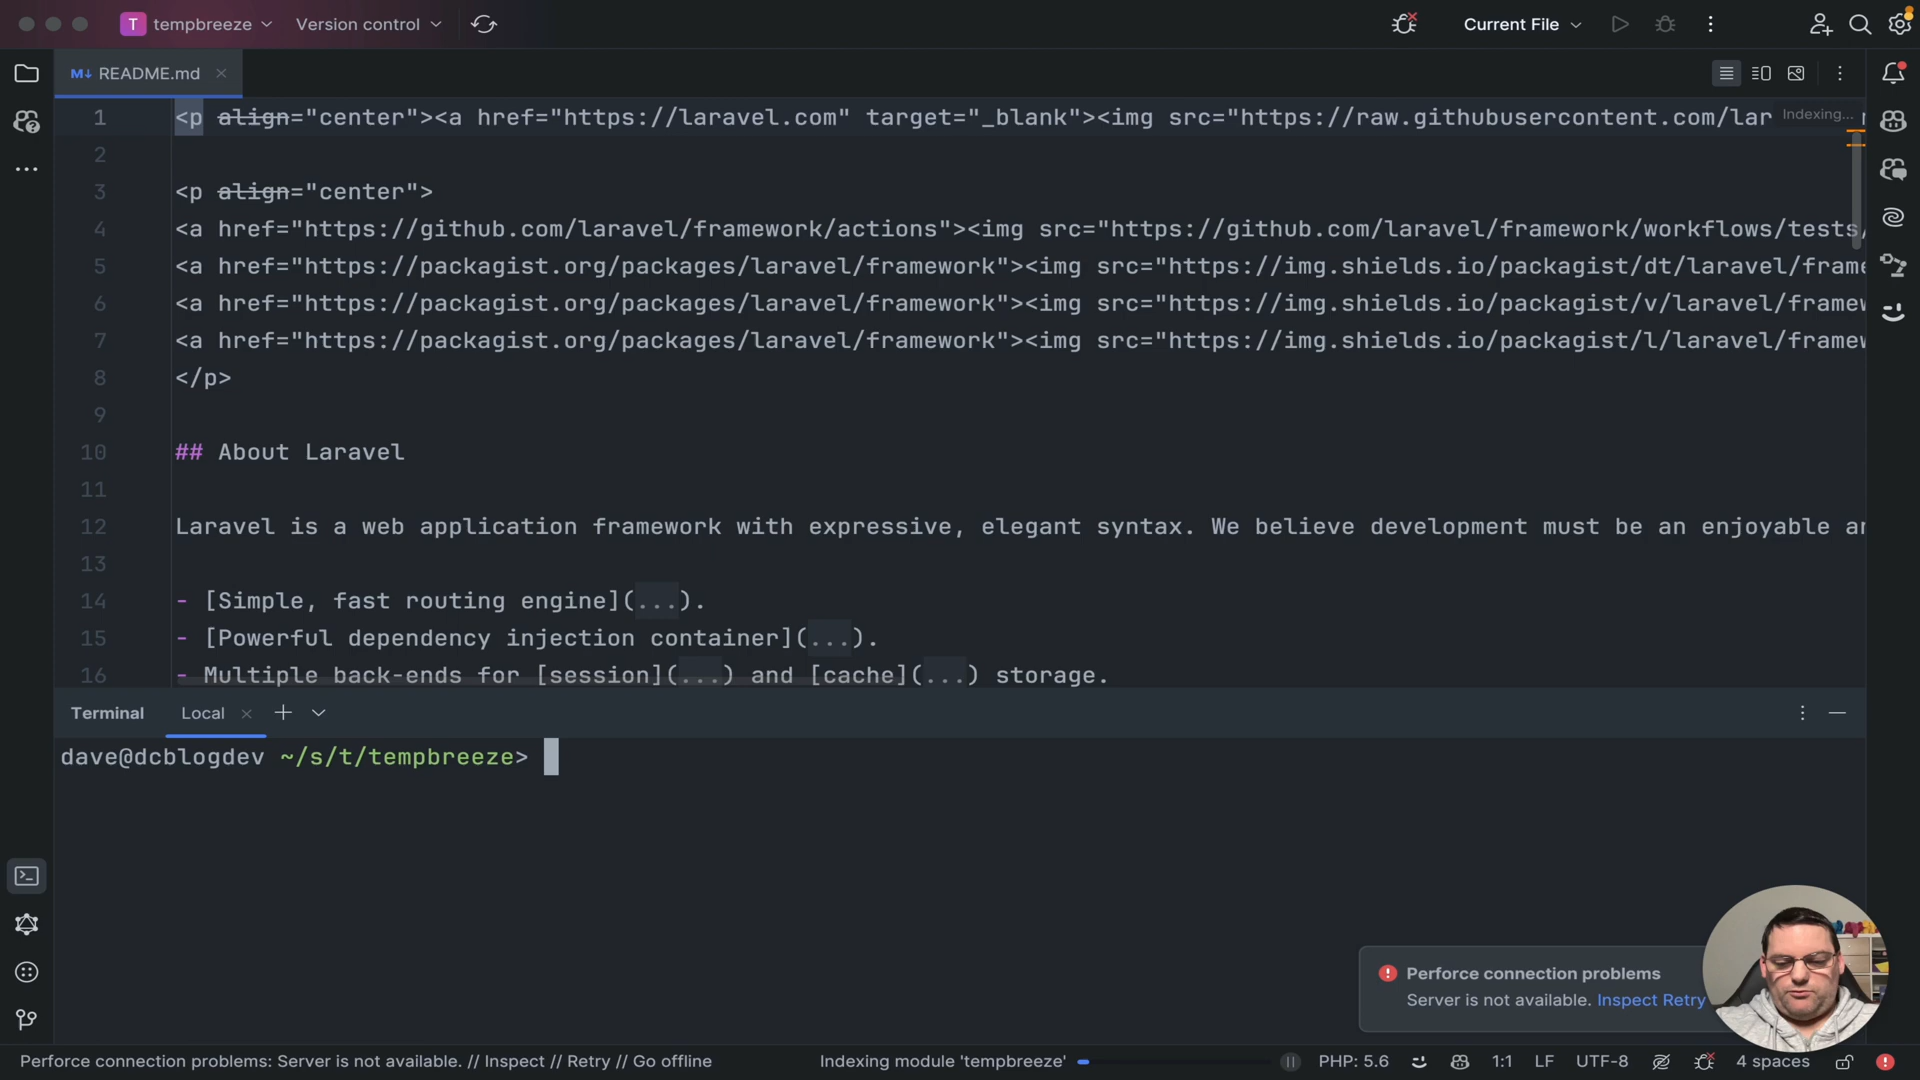 T tempbreeze Version control Current File
M↓ README.md
1 <p align="center"><a href="https://laravel.com" target="_blank"><img src="https://raw.githubusercontent.com/lar Indexing...
2
3 <p align="center">
4 <a href="https://github.com/laravel/framework/actions"><img src="https://github.com/laravel/framework/workflows/tests/
5 <a href="https://packagist.org/packages/laravel/framework"><img src="https://img.shields.io/packagist/dt/laravel/frame
6 <a href="https://packagist.org/packages/laravel/framework"><img src="https://img.shields.io/packagist/v/laravel/framew
7 <a href="https://packagist.org/packages/laravel/framework"><img src="https://img.shields.io/packagist/l/laravel/framew
8 </p>
9
10 ## About Laravel
11
12 Laravel is a web application framework with expressive, elegant syntax. We believe development must be an enjoyable an
13
14 - [Simple, fast routing engine](...).
15 - [Powerful dependency injection container](...).
16 - Multiple back-ends for [session](...) and [cache](...) storage.
Terminal Local
dave@dcblogdev ~/s/t/tempbreeze>
Perforce connection problems
Server is not available. Inspect Retry
Perforce connection problems: Server is not available. // Inspect // Retry // Go offline Indexing module 'tempbreeze' PHP: 5.6 1:1 LF UTF-8 4 spaces